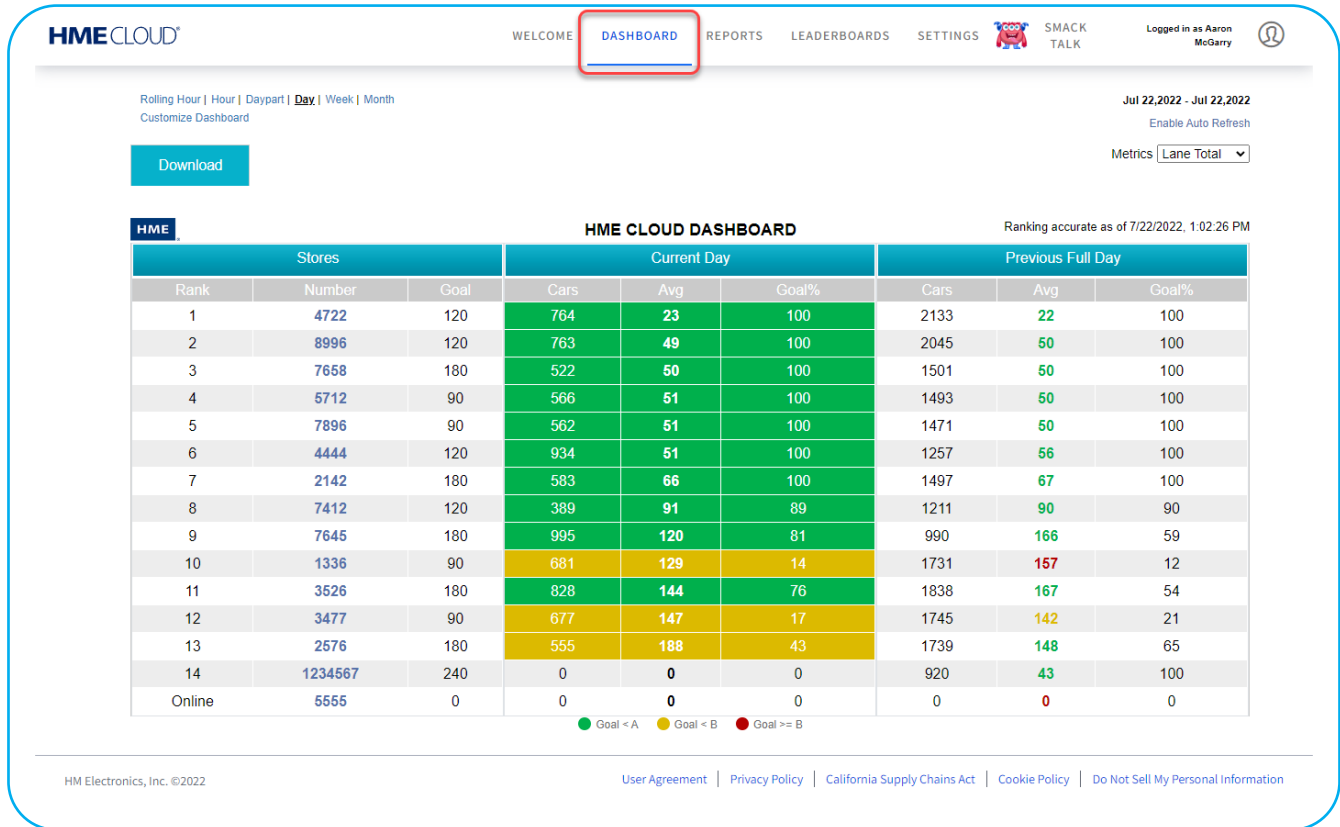 HME CLOUD®
WELCOME DASHBOARD REPORTS LEADERBOARDS SETTINGS SMACK TALK Logged in as Aaron McGarry
Rolling Hour | Hour | Daypart | Day | Week | Month
Customize Dashboard
Jul 22,2022 - Jul 22,2022
Enable Auto Refresh
Metrics Lane Total
Download
HME
HME CLOUD DASHBOARD
Ranking accurate as of 7/22/2022, 1:02:26 PM
Stores Current Day Previous Full Day
Rank Number Goal Cars Avg Goal% Cars Avg Goal%
1 4722 120 764 23 100 2133 22 100
2 8996 120 763 49 100 2045 50 100
3 7658 180 522 50 100 1501 50 100
4 5712 90 566 51 100 1493 50 100
5 7896 90 562 51 100 1471 50 100
6 4444 120 934 51 100 1257 56 100
7 2142 180 583 66 100 1497 67 100
8 7412 120 389 91 89 1211 90 90
9 7645 180 995 120 81 990 166 59
10 1336 90 681 129 14 1731 157 12
11 3526 180 828 144 76 1838 167 54
12 3477 90 677 147 17 1745 142 21
13 2576 180 555 188 43 1739 148 65
14 1234567 240 0 0 0 920 43 100
Online 5555 0 0 0 0 0 0 0
Goal < A Goal < B Goal >= B
HM Electronics, Inc. ©2022
User Agreement | Privacy Policy | California Supply Chains Act | Cookie Policy | Do Not Sell My Personal Information